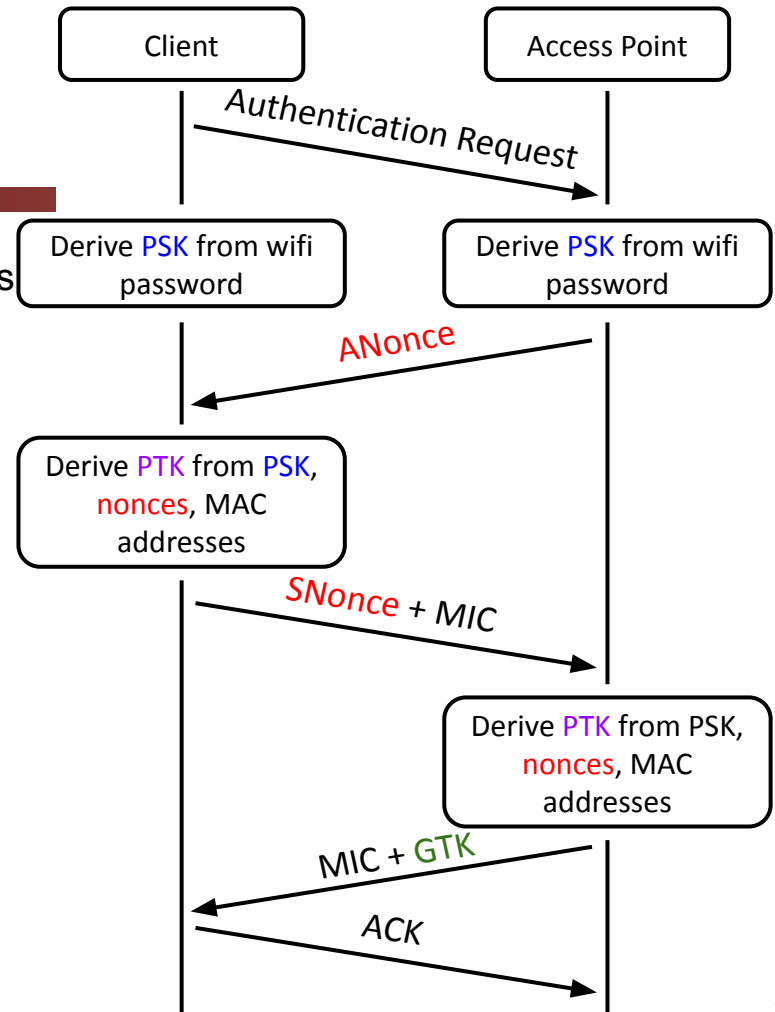 Client
Access Point
Authentication Request
s
Derive PSK from wifi
password
Derive PSK from wifi
password
ANonce
Derive PTK from PSK,
nonces, MAC
addresses
SNonce + MIC
Derive PTK from PSK,
nonces, MAC
addresses
MIC + GTK
ACK